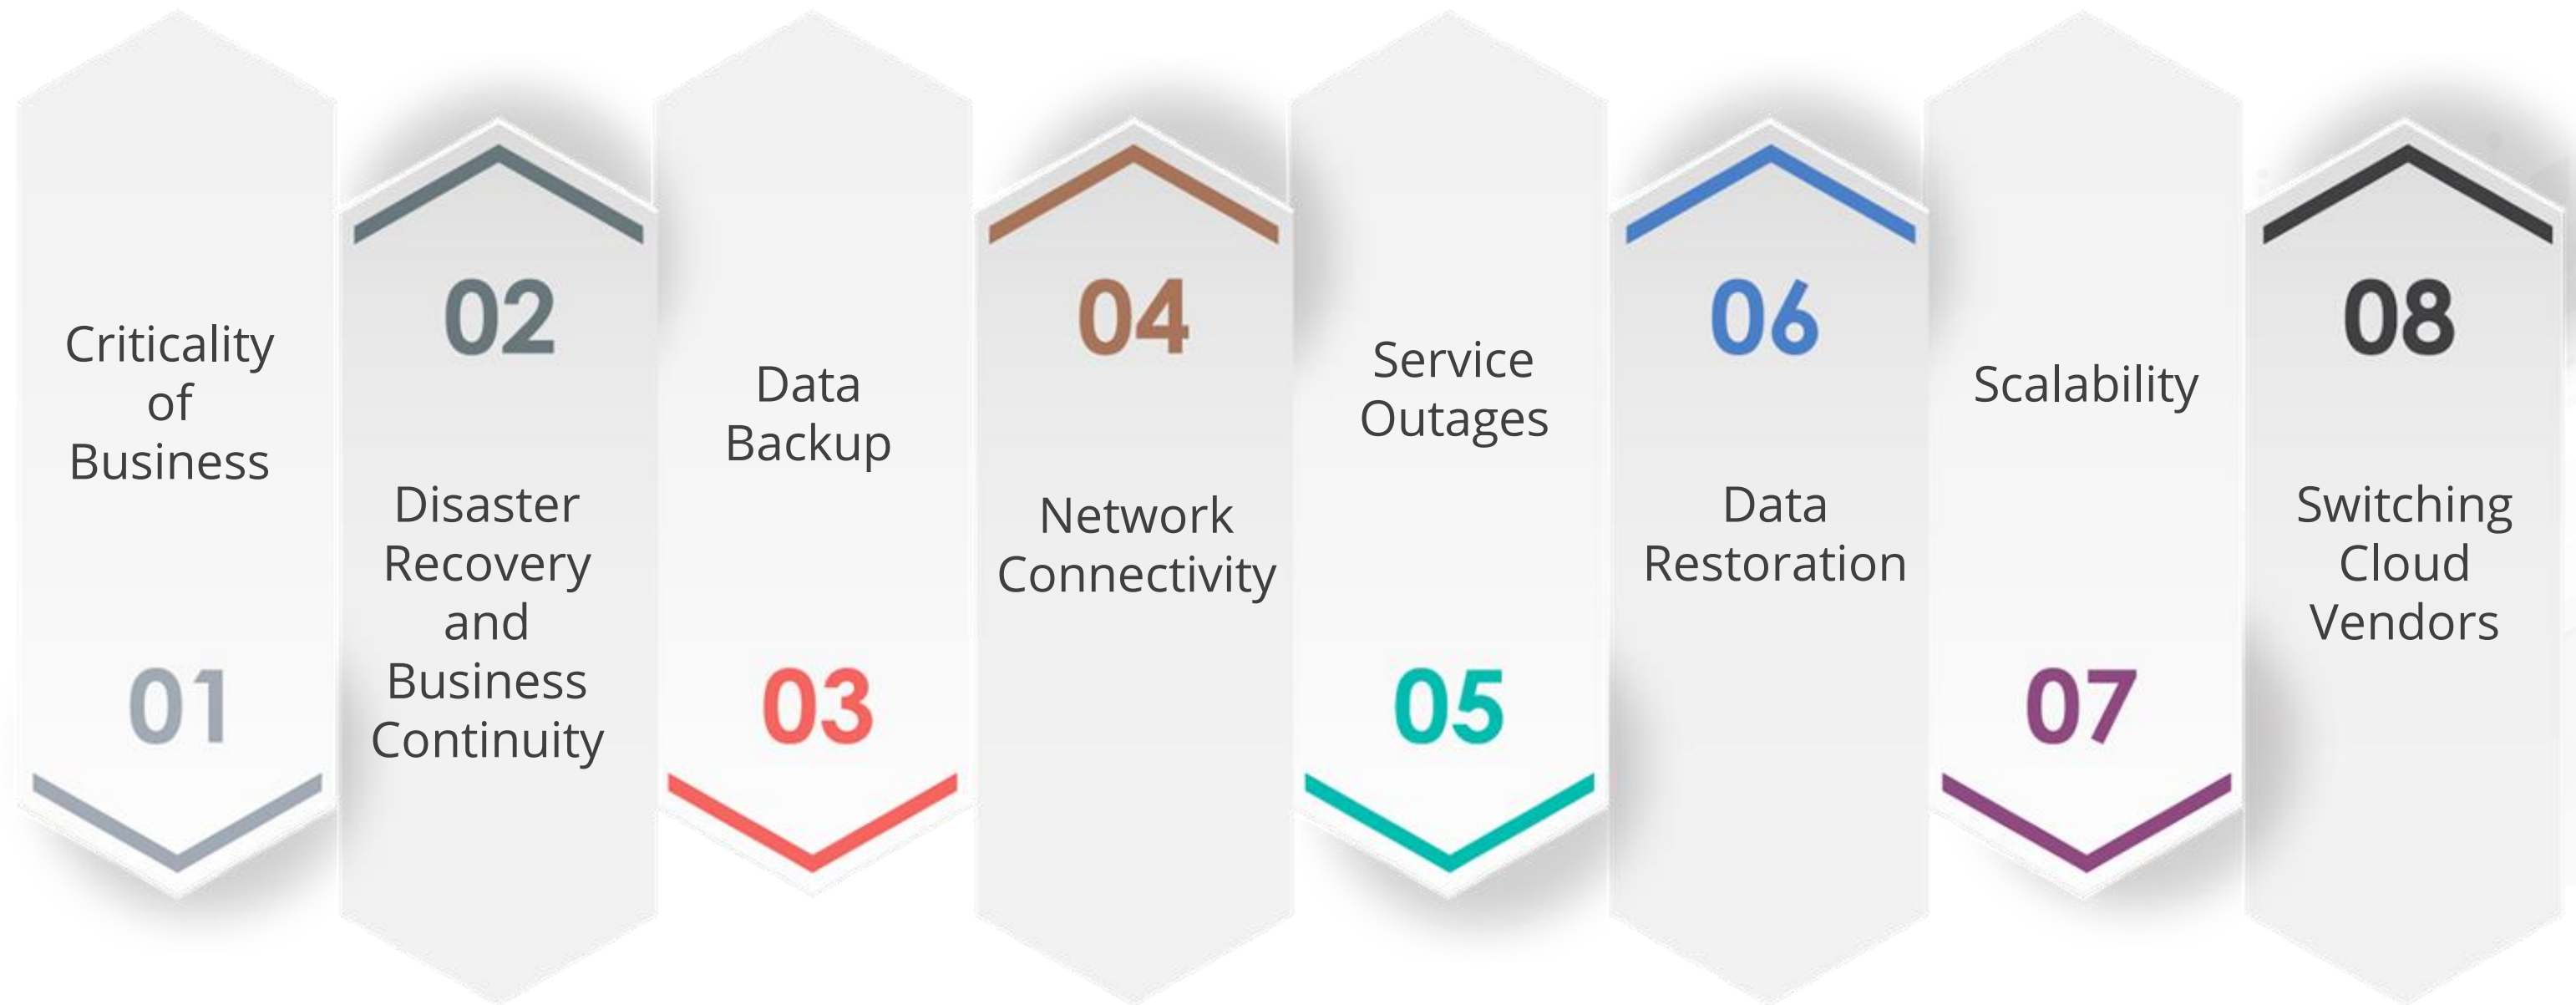 Criticality
of
Business
01
02
Disaster
Recovery
and
Business
Continuity
Data
Backup
03
04
Network
Connectivity
Service
Outages
05
06
Data
Restoration
Scalability
07
08
Switching
Cloud
Vendors